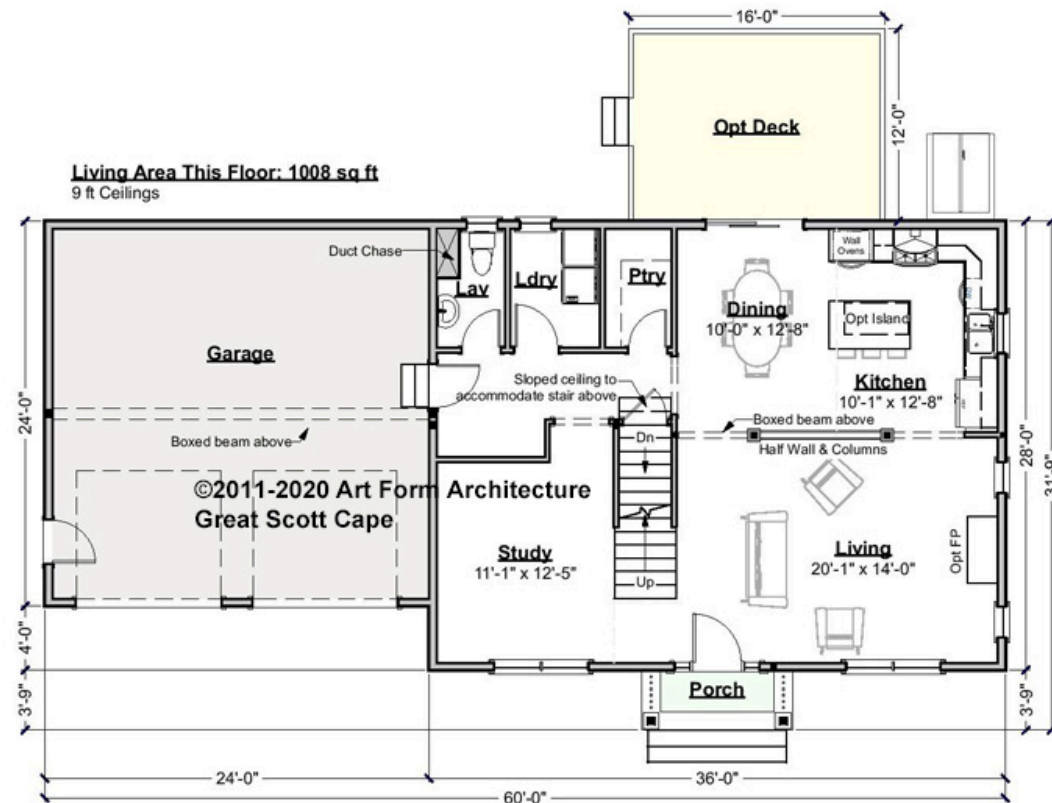 16'-0"
Opt Deck
12'-0"
Living Area This Floor: 1008 sq ft
9 ft Ceilings
Duct Chase
Lav
Ldry
Ptry
Wall
Ovens
Dining
10'-0" x 12'-8"
Opt Island
Garage
Sloped ceiling to
accommodate stair above
Kitchen
10'-1" x 12'-8"
24'-0"
Boxed beam above
Boxed beam above
Dn
Half Wall & Columns
28'-0"
31'-9"
©2011-2020 Art Form Architecture
Great Scott Cape
Study
11'-1" x 12'-5"
Up
Living
20'-1" x 14'-0"
Opt FP
4'-0"
Porch
3'-9"
3'-9"
24'-0"
36'-0"
60'-0"